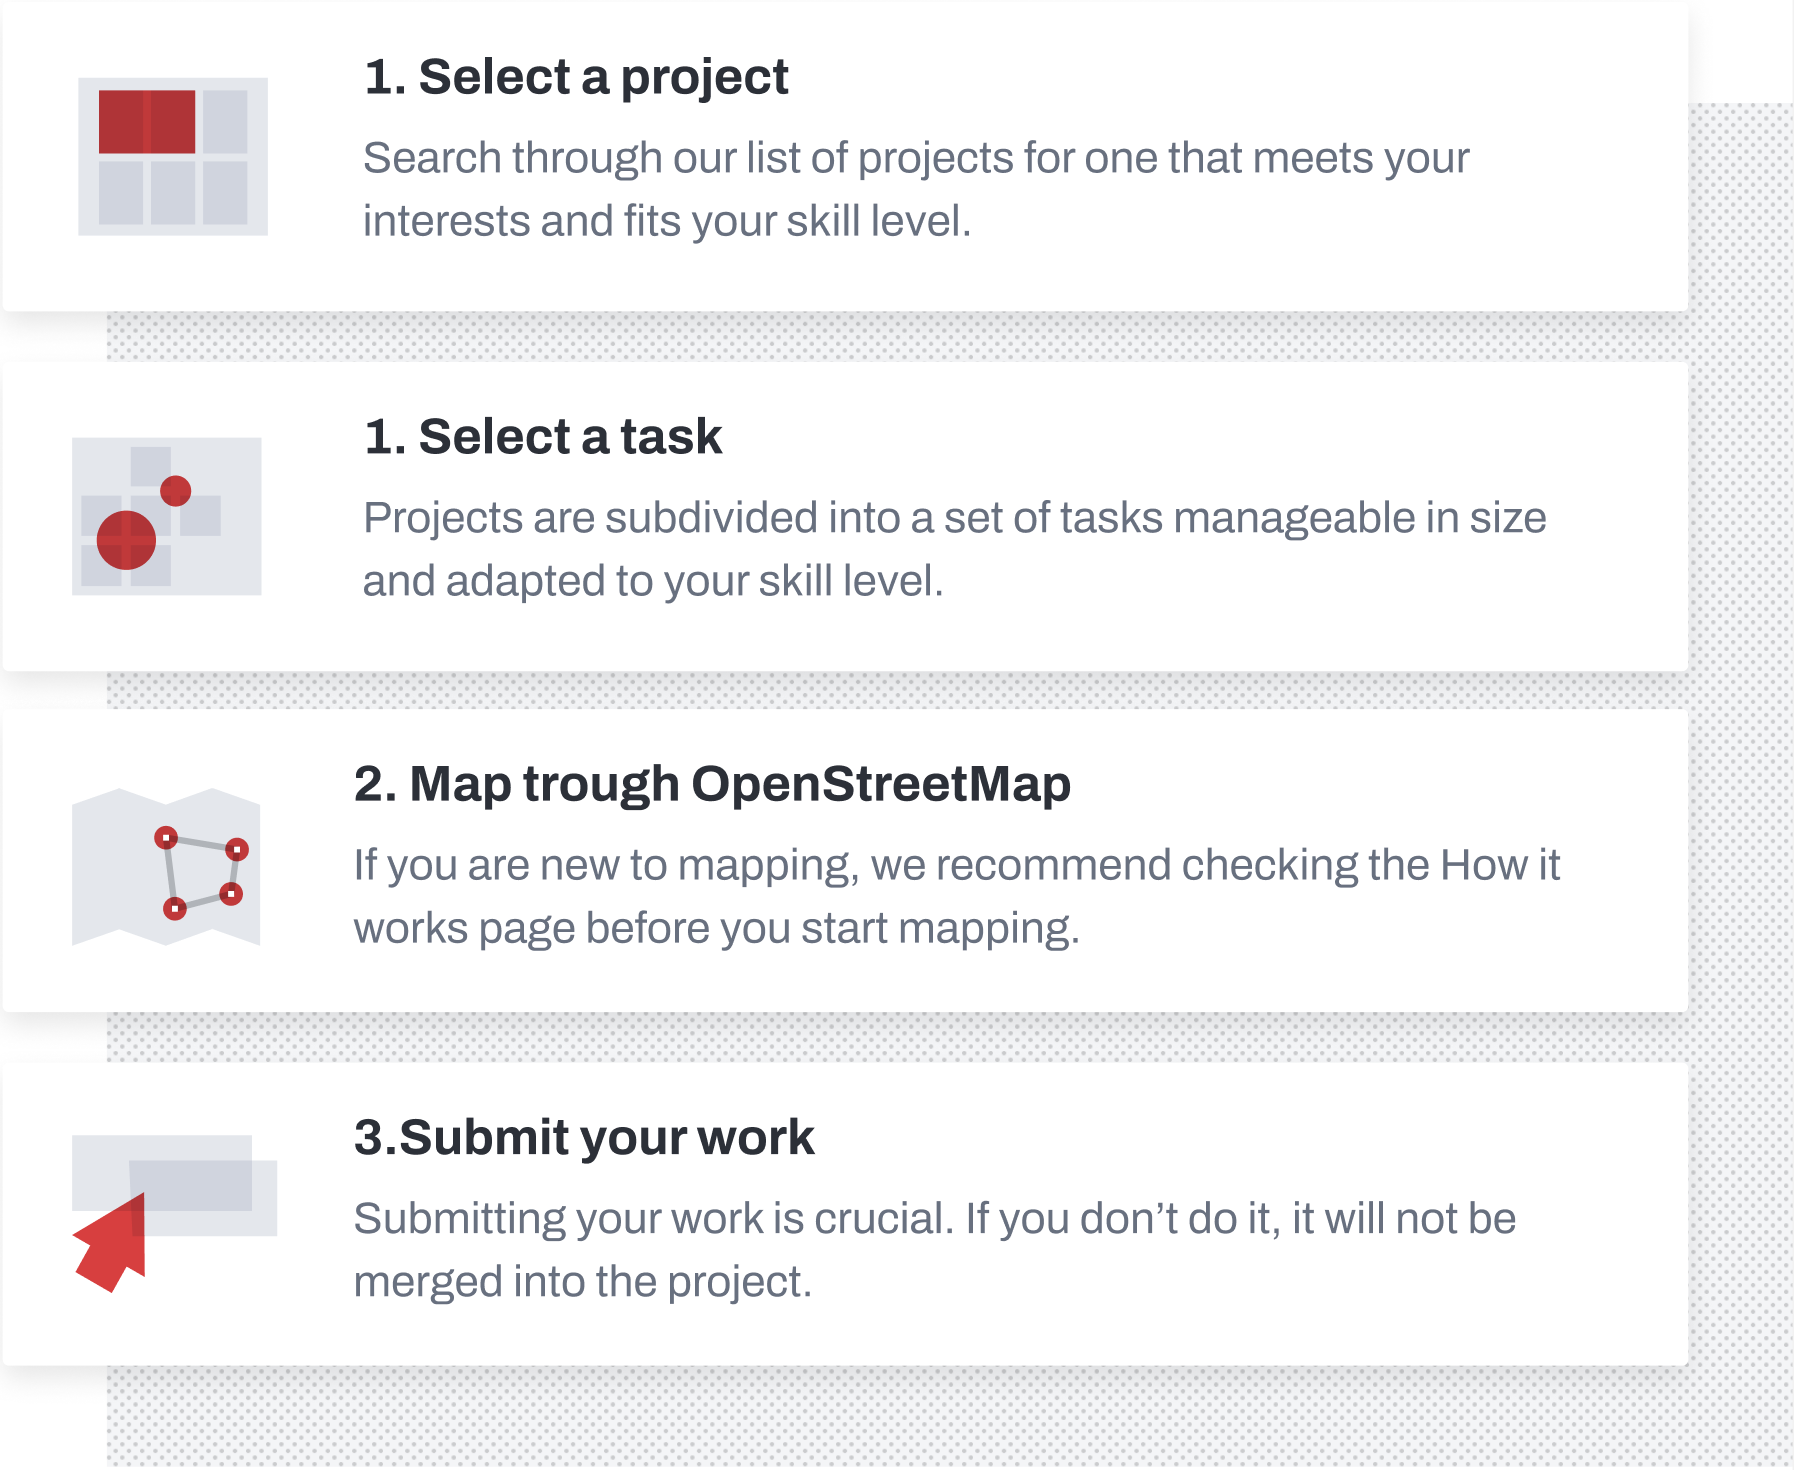 1. Select a project
Search through our list of projects for one that meets your
interests and fits your skill level.
1. Select a task
Projects are subdivided into a set of tasks manageable in size
and adapted to your skill level.
2. Map trough OpenStreetMap
If you are new to mapping, we recommend checking the How it
works page before you start mapping.
3.Submit your work
Submitting your work is crucial. If you don’t do it, it will not be
merged into the project.